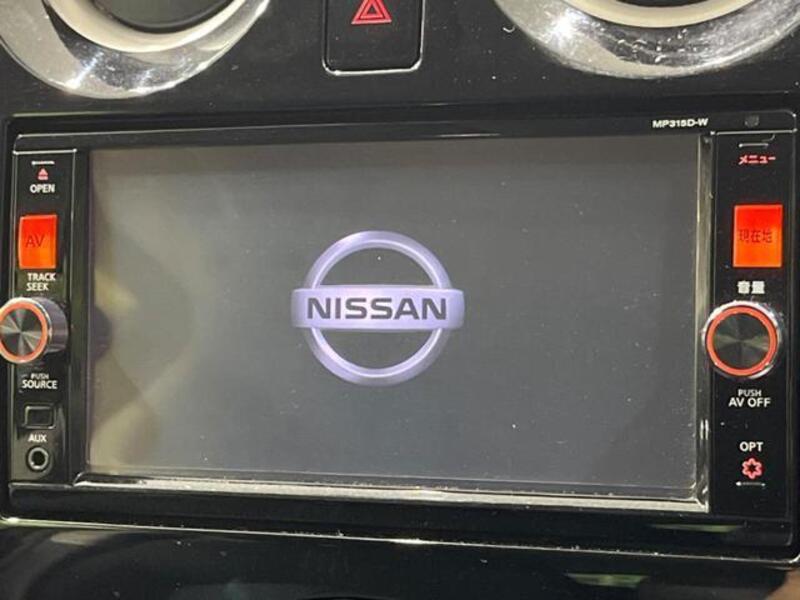 MP315D-W
OPEN
AV
TRACK
SEEK
PUSH
SOURCE
AUX
NISSAN
メニュー
現在地
音量
PUSH
AV OFF
OPT